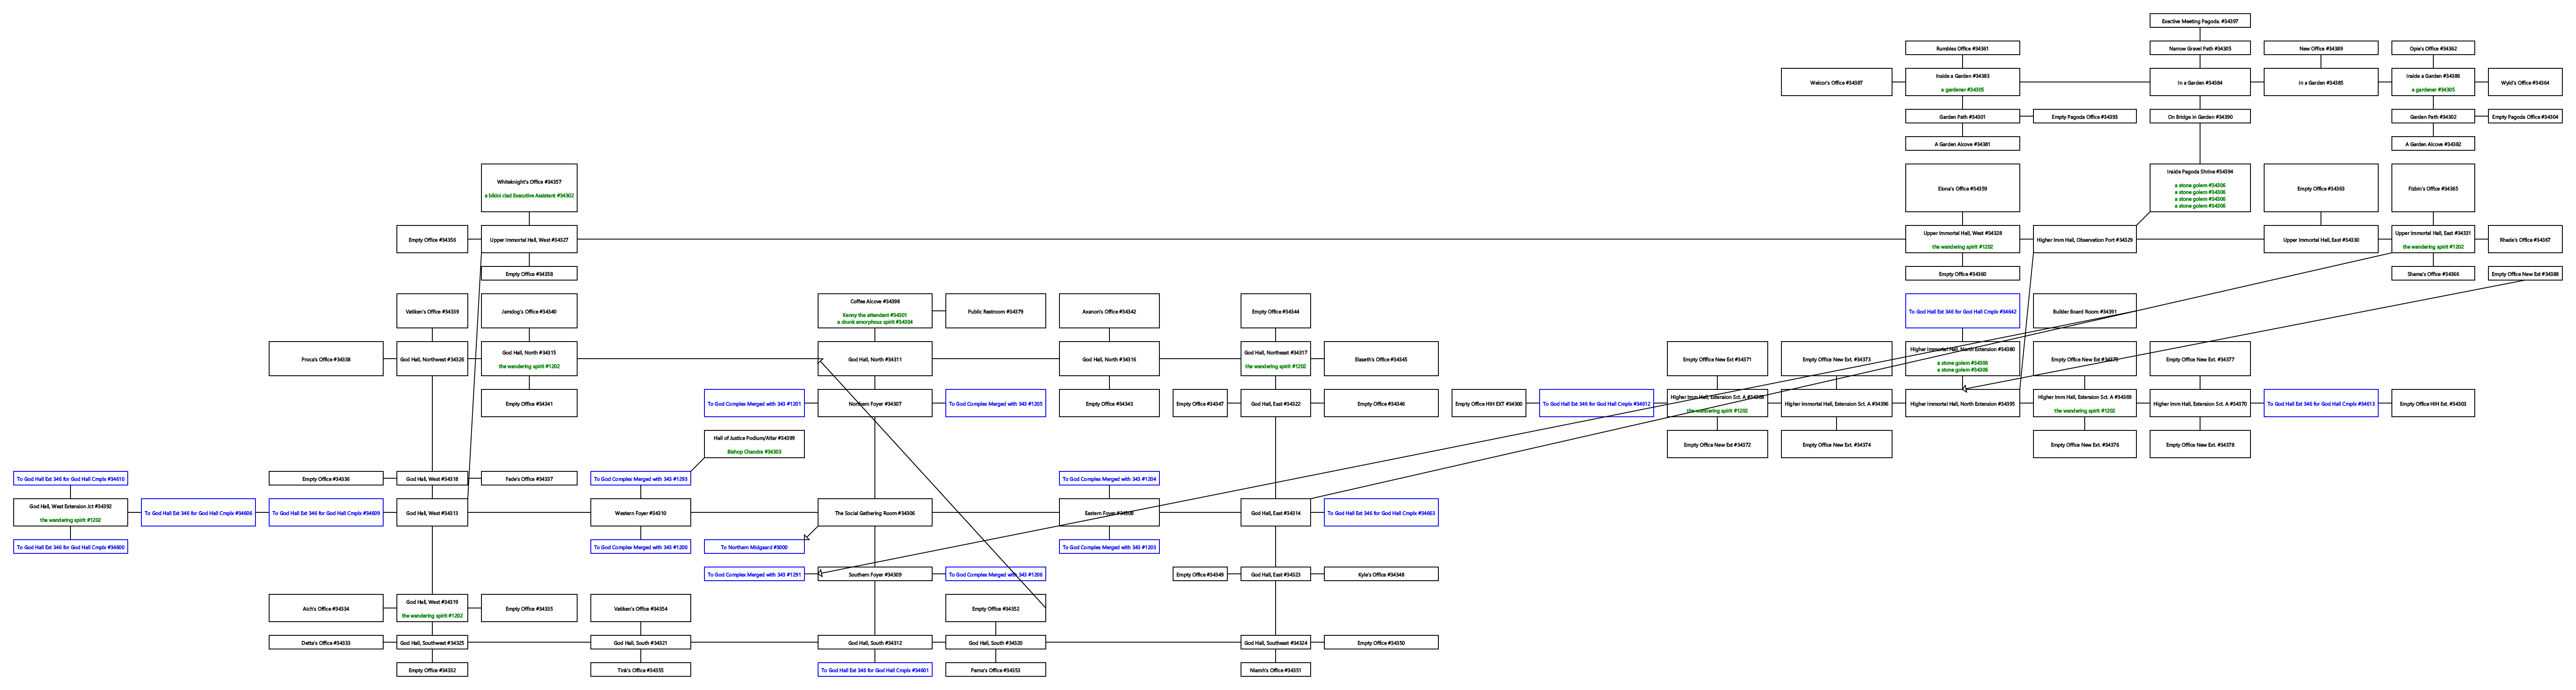 Exective Meeting Pagoda. #34397
Rumbles Office #34361
Narrow Gravel Path #34305
New Office #34389
Opie's Office #34362
Welcor's Office #34387
Inside a Garden #34383
a gardener #34305
In a Garden #34384
In a Garden #34385
Inside a Garden #34386
a gardener #34305
Wyld's Office #34364
Garden Path #34301
Empty Pagoda Office #34393
On Bridge in Garden #34390
Garden Path #34302
Empty Pagoda Office #34304
A Garden Alcove #34381
A Garden Alcove #34382
Whiteknight's Office #34357
a bikini clad Executive Assistant #34302
Elona's Office #34359
Inside Pagoda Shrine #34394
a stone golem #34306
a stone golem #34306
a stone golem #34306
a stone golem #34306
Empty Office #34363
Fizbin's Office #34365
Empty Office #34356
Upper Immortal Hall, West #34327
Upper Immortal Hall, West #34328
the wandering spirit #1202
Higher Imm Hall, Observation Port #34329
Upper Immortal Hall, East #34330
Upper Immortal Hall, East #34331
the wandering spirit #1202
Rhade's Office #34367
Empty Office #34358
Empty Office #34360
Shama's Office #34366
Empty Office New Ext #34388
Vatiken's Office #34339
Jamdog's Office #34340
Coffee Alcove #34398
Kenny the attendant #34301
a drunk amorphous spirit #34304
Public Restroom #34379
Axanon's Office #34342
Empty Office #34344
To God Hall Ext 346 for God Hall Cmplx #34642
Builder Board Room #34391
Proca's Office #34338
God Hall, Northwest #34326
God Hall, North #34315
the wandering spirit #1202
God Hall, North #34311
God Hall, North #34316
God Hall, Northeast #34317
the wandering spirit #1202
Elaseth's Office #34345
Empty Office New Ext #34371
Empty Office New Ext. #34373
Higher Immortal Hall, North Extension #34380
a stone golem #34306
a stone golem #34306
Empty Office New Ext #34375
Empty Office New Ext. #34377
Empty Office #34341
To God Complex Merged with 343 #1201
Northern Foyer #34307
To God Complex Merged with 343 #1205
Empty Office #34343
Empty Office #34347
God Hall, East #34322
Empty Office #34346
Empty Office HIH EXT #34300
To God Hall Ext 346 for God Hall Cmplx #34612
Higher Imm Hall, Extension Sct. A #34368
the wandering spirit #1202
Higher Immortal Hall, Extension Sct. A #34396
Higher Immortal Hall, North Extension #34395
Higher Imm Hall, Extension Sct. A #34369
the wandering spirit #1202
Higher Imm Hall, Extension Sct. A #34370
To God Hall Ext 346 for God Hall Cmplx #34613
Empty Office HIH Ext. #34303
Hall of Justice Podium/Altar #34399
Bishop Chandra #34303
Empty Office New Ext #34372
Empty Office New Ext. #34374
Empty Office New Ext. #34376
Empty Office New Ext. #34378
To God Hall Ext 346 for God Hall Cmplx #34610
Empty Office #34336
God Hall, West #34318
Fade's Office #34337
To God Complex Merged with 343 #1293
To God Complex Merged with 343 #1204
God Hall, West Extension Jct #34392
the wandering spirit #1202
To God Hall Ext 346 for God Hall Cmplx #34606
To God Hall Ext 346 for God Hall Cmplx #34609
God Hall, West #34313
Western Foyer #34310
The Social Gathering Room #34306
Eastern Foyer #34308
God Hall, East #34314
To God Hall Ext 346 for God Hall Cmplx #34663
To God Hall Ext 346 for God Hall Cmplx #34600
To God Complex Merged with 343 #1200
To Northern Midgaard #3000
To God Complex Merged with 343 #1203
To God Complex Merged with 343 #1291
Southern Foyer #34309
To God Complex Merged with 343 #1206
Empty Office #34349
God Hall, East #34323
Kyle's Office #34348
Aich's Office #34334
God Hall, West #34319
the wandering spirit #1202
Empty Office #34335
Vatiken's Office #34354
Empty Office #34352
Detta's Office #34333
God Hall, Southwest #34325
God Hall, South #34321
God Hall, South #34312
God Hall, South #34320
God Hall, Southeast #34324
Empty Office #34350
Empty Office #34332
Tink's Office #34355
To God Hall Ext 346 for God Hall Cmplx #34601
Parna's Office #34353
Niamh's Office #34351